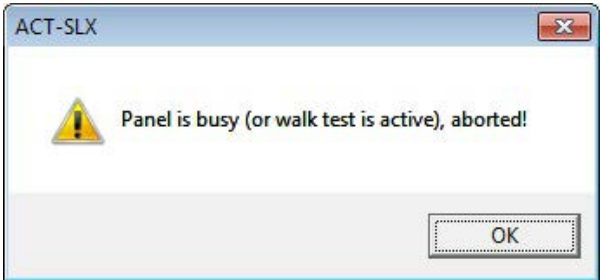 ACT-SLX
Panel is busy (or walk test is active), aborted!
OK